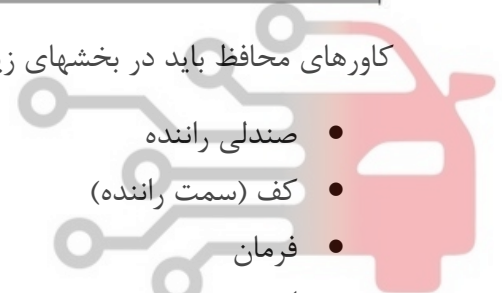 کاورهای محافظ باید در بخشهای
• صندلی راننده
• کف (سمت راننده)
• فرمان